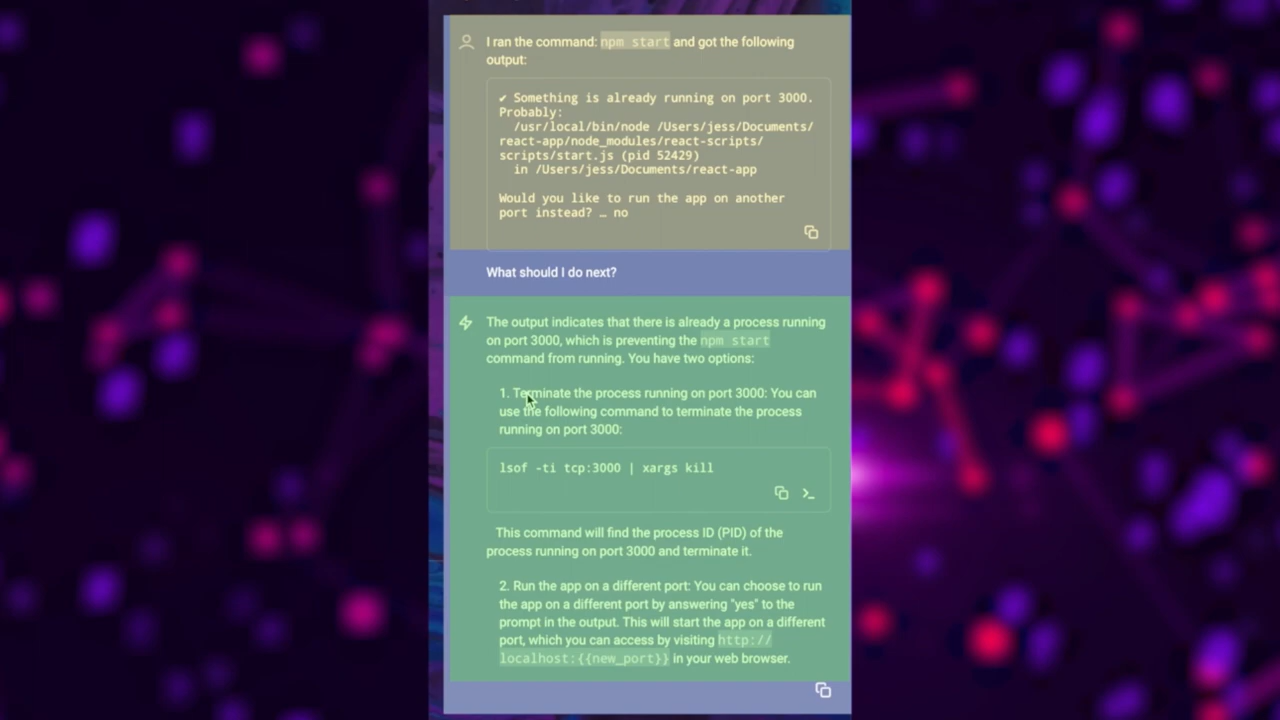 I ran the command: npm start and got the following
output:
✔ Something is already running on port 3000.
Probably:
/usr/local/bin/node /Users/jess/Documents/
react-app/node_modules/react-scripts/
scripts/start.js (pid 52429)
in /Users/jess/Documents/react-app
Would you like to run the app on another
port instead? … no
What should I do next?
The output indicates that there is already a process running
on port 3000, which is preventing the npm start
command from running. You have two options:
1. Terminate the process running on port 3000: You can
use the following command to terminate the process
running on port 3000:
lsof -ti tcp:3000 | xargs kill
This command will find the process ID (PID) of the
process running on port 3000 and terminate it.
2. Run the app on a different port: You can choose to run
the app on a different port by answering "yes" to the
prompt in the output. This will start the app on a different
port, which you can access by visiting http://
localhost:{{new_port}} in your web browser.